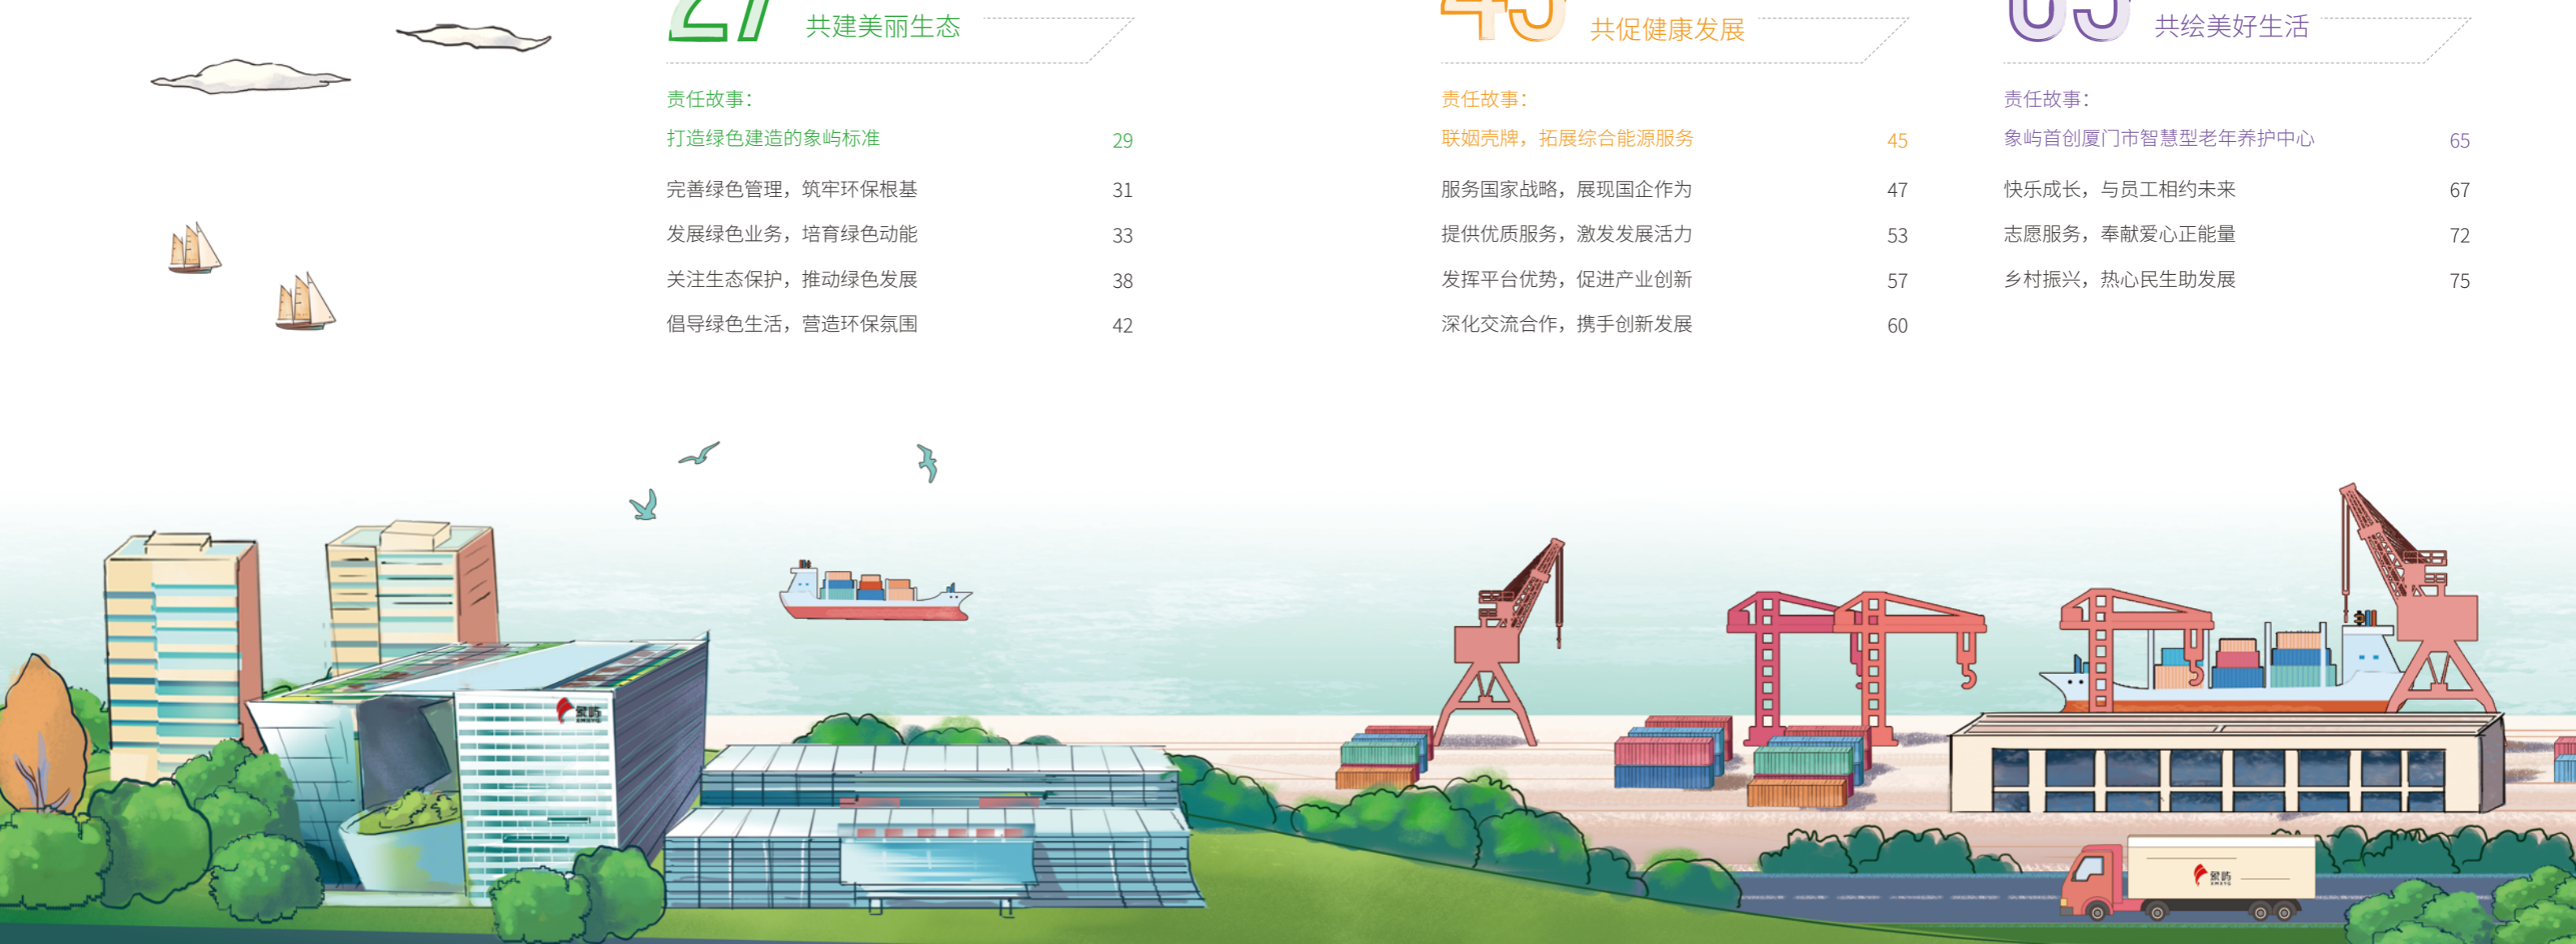 27
共建美丽生态
责任故事：
打造绿色建造的象屿标准 29
完善绿色管理，筑牢环保根基 31
发展绿色业务，培育绿色动能 33
关注生态保护，推动绿色发展 38
倡导绿色生活，营造环保氛围 42
45
共促健康发展
责任故事：
联姻壳牌，拓展综合能源服务 45
服务国家战略，展现国企作为 47
提供优质服务，激发发展活力 53
发挥平台优势，促进产业创新 57
深化交流合作，携手创新发展 60
65
共绘美好生活
责任故事：
象屿首创厦门市智慧型老年养护中心 65
快乐成长，与员工相约未来 67
志愿服务，奉献爱心正能量 72
乡村振兴，热心民生助发展 75
象屿
XMXYG
象屿
XMXYG